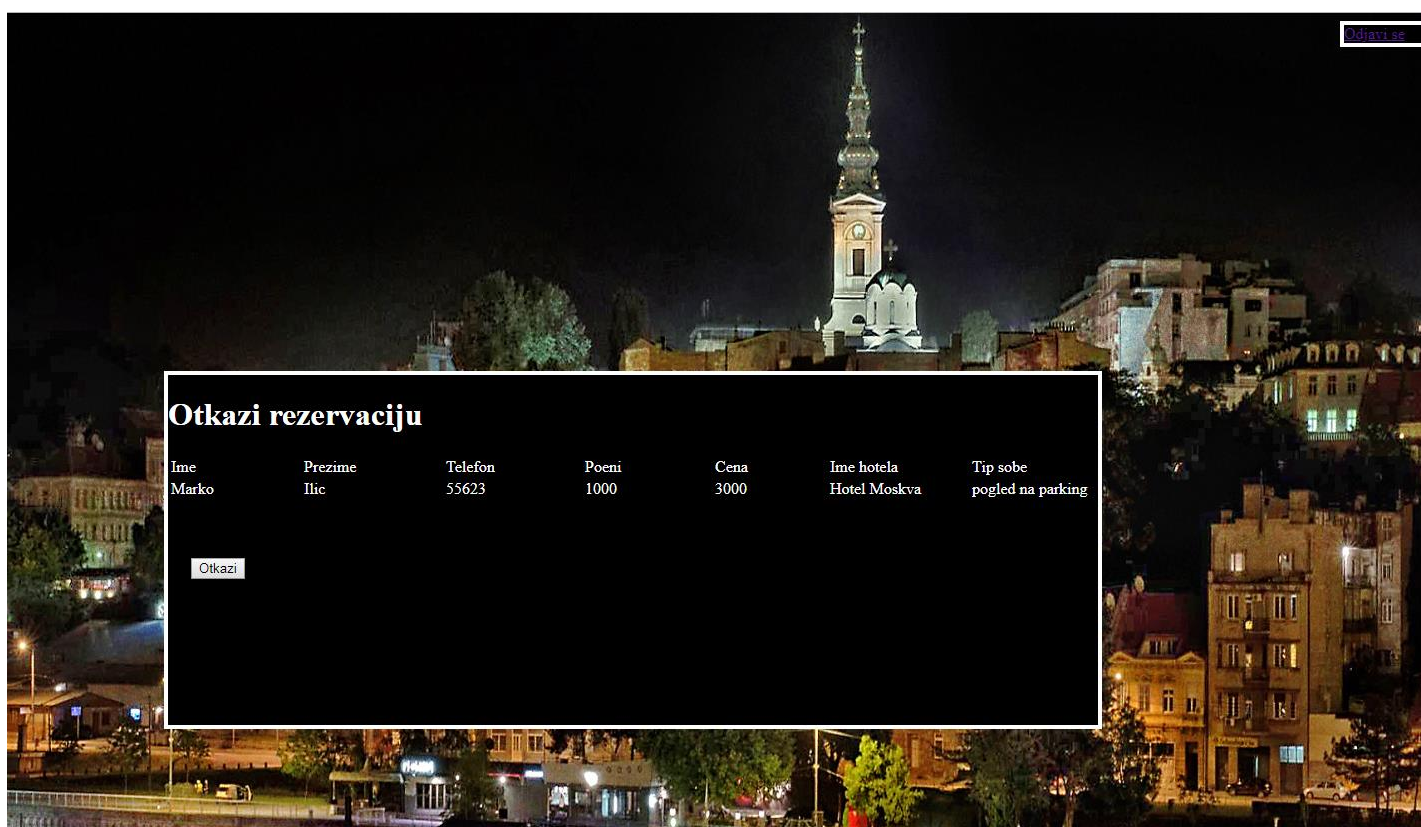 Odjavi se
Otkazi rezervaciju
Ime Prezime Telefon Poeni Cena Ime hotela Tip sobe
Marko Ilic 55623 1000 3000 Hotel Moskva pogled na parking
Otkazi